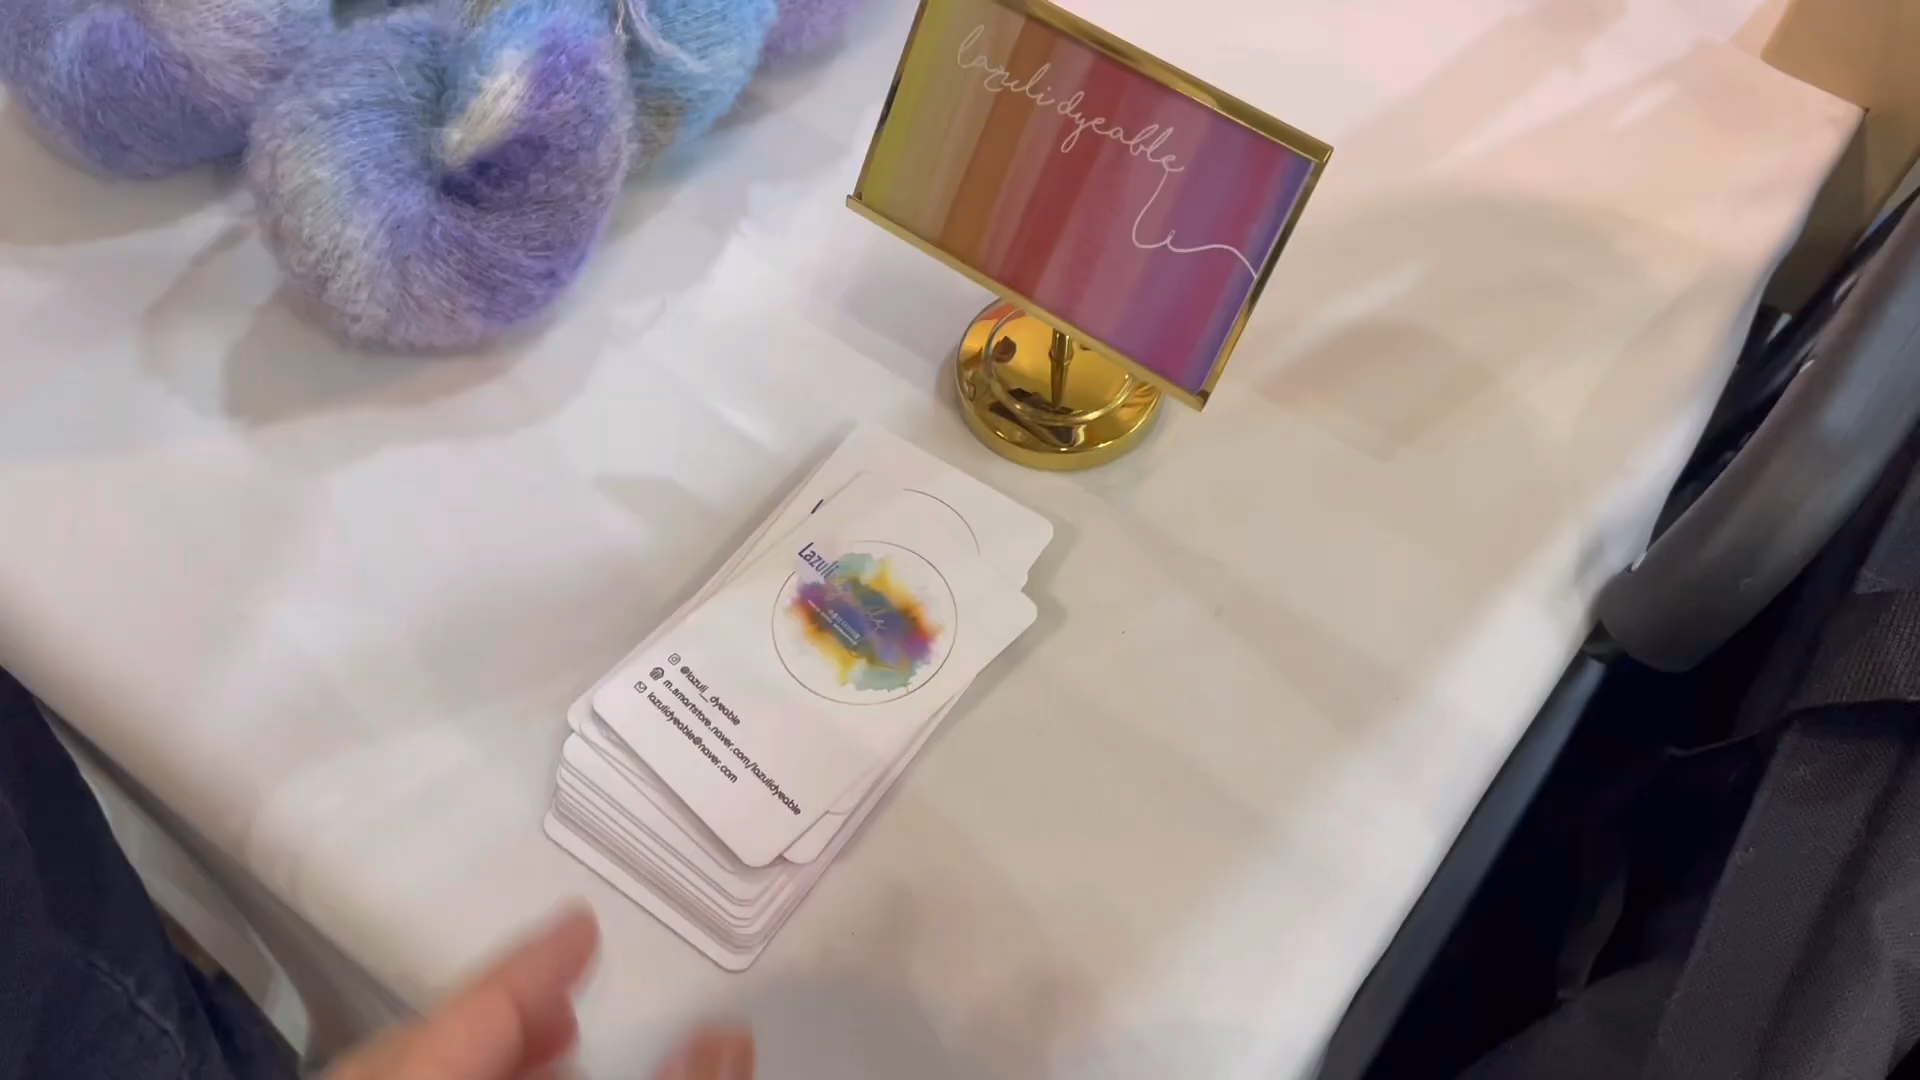 lazuli dyeable
Lazuli
@lazuli_dyeable
m.smartstore.naver.com/lazulidyeable
lazulidyeable@naver.com